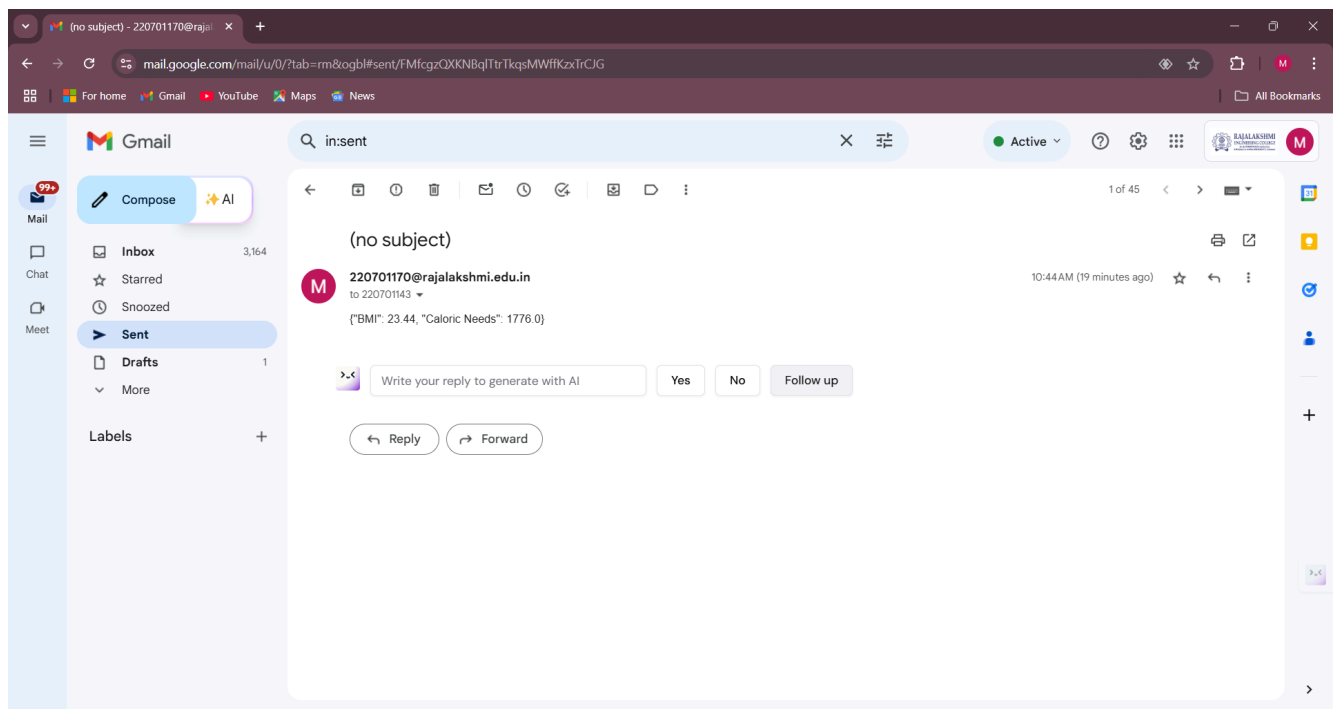 (no subject) - 220701170@rajal
mail.google.com/mail/u/0/?tab=rm&ogbl#sent/FMfcgzQXKNBqlTtrTkqsMWffKzxTrCJG
M
For home Gmail YouTube Maps News All Bookmarks
Gmail
in:sent
Active
RAJALAKSHMI
ENGINEERING COLLEGE
M
99+
Mail
Chat
Meet
Compose
AI
Inbox 3,164
Starred
Snoozed
Sent
Drafts 1
More
Labels
1 of 45
31
(no subject)
M
220701170@rajalakshmi.edu.in 10:44 AM (19 minutes ago)
to 220701143
{"BMI": 23.44, "Caloric Needs": 1776.0}
Write your reply to generate with AI Yes No Follow up
Reply Forward